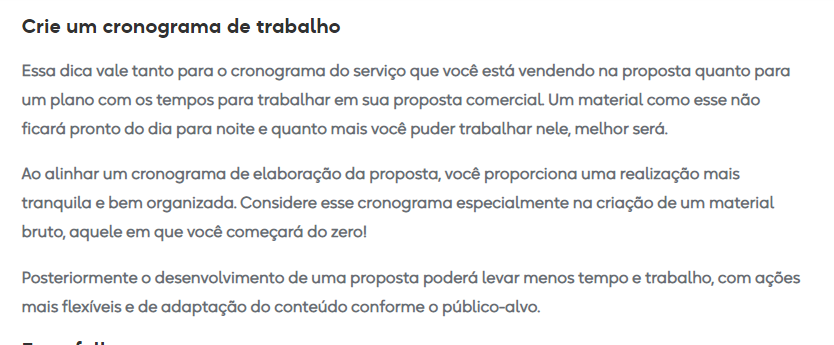 Crie um cronograma de trabalho
Essa dica vale tanto para o cronograma do serviço que você está vendendo na proposta quanto para
um plano com os tempos para trabalhar em sua proposta comercial. Um material como esse não
ficará pronto do dia para noite e quanto mais você puder trabalhar nele, melhor será.
Ao alinhar um cronograma de elaboração da proposta, você proporciona uma realização mais
tranquila e bem organizada. Considere esse cronograma especialmente na criação de um material
bruto, aquele em que você começará do zero!
Posteriormente o desenvolvimento de uma proposta poderá levar menos tempo e trabalho, com ações
mais flexíveis e de adaptação do conteúdo conforme o público-alvo.